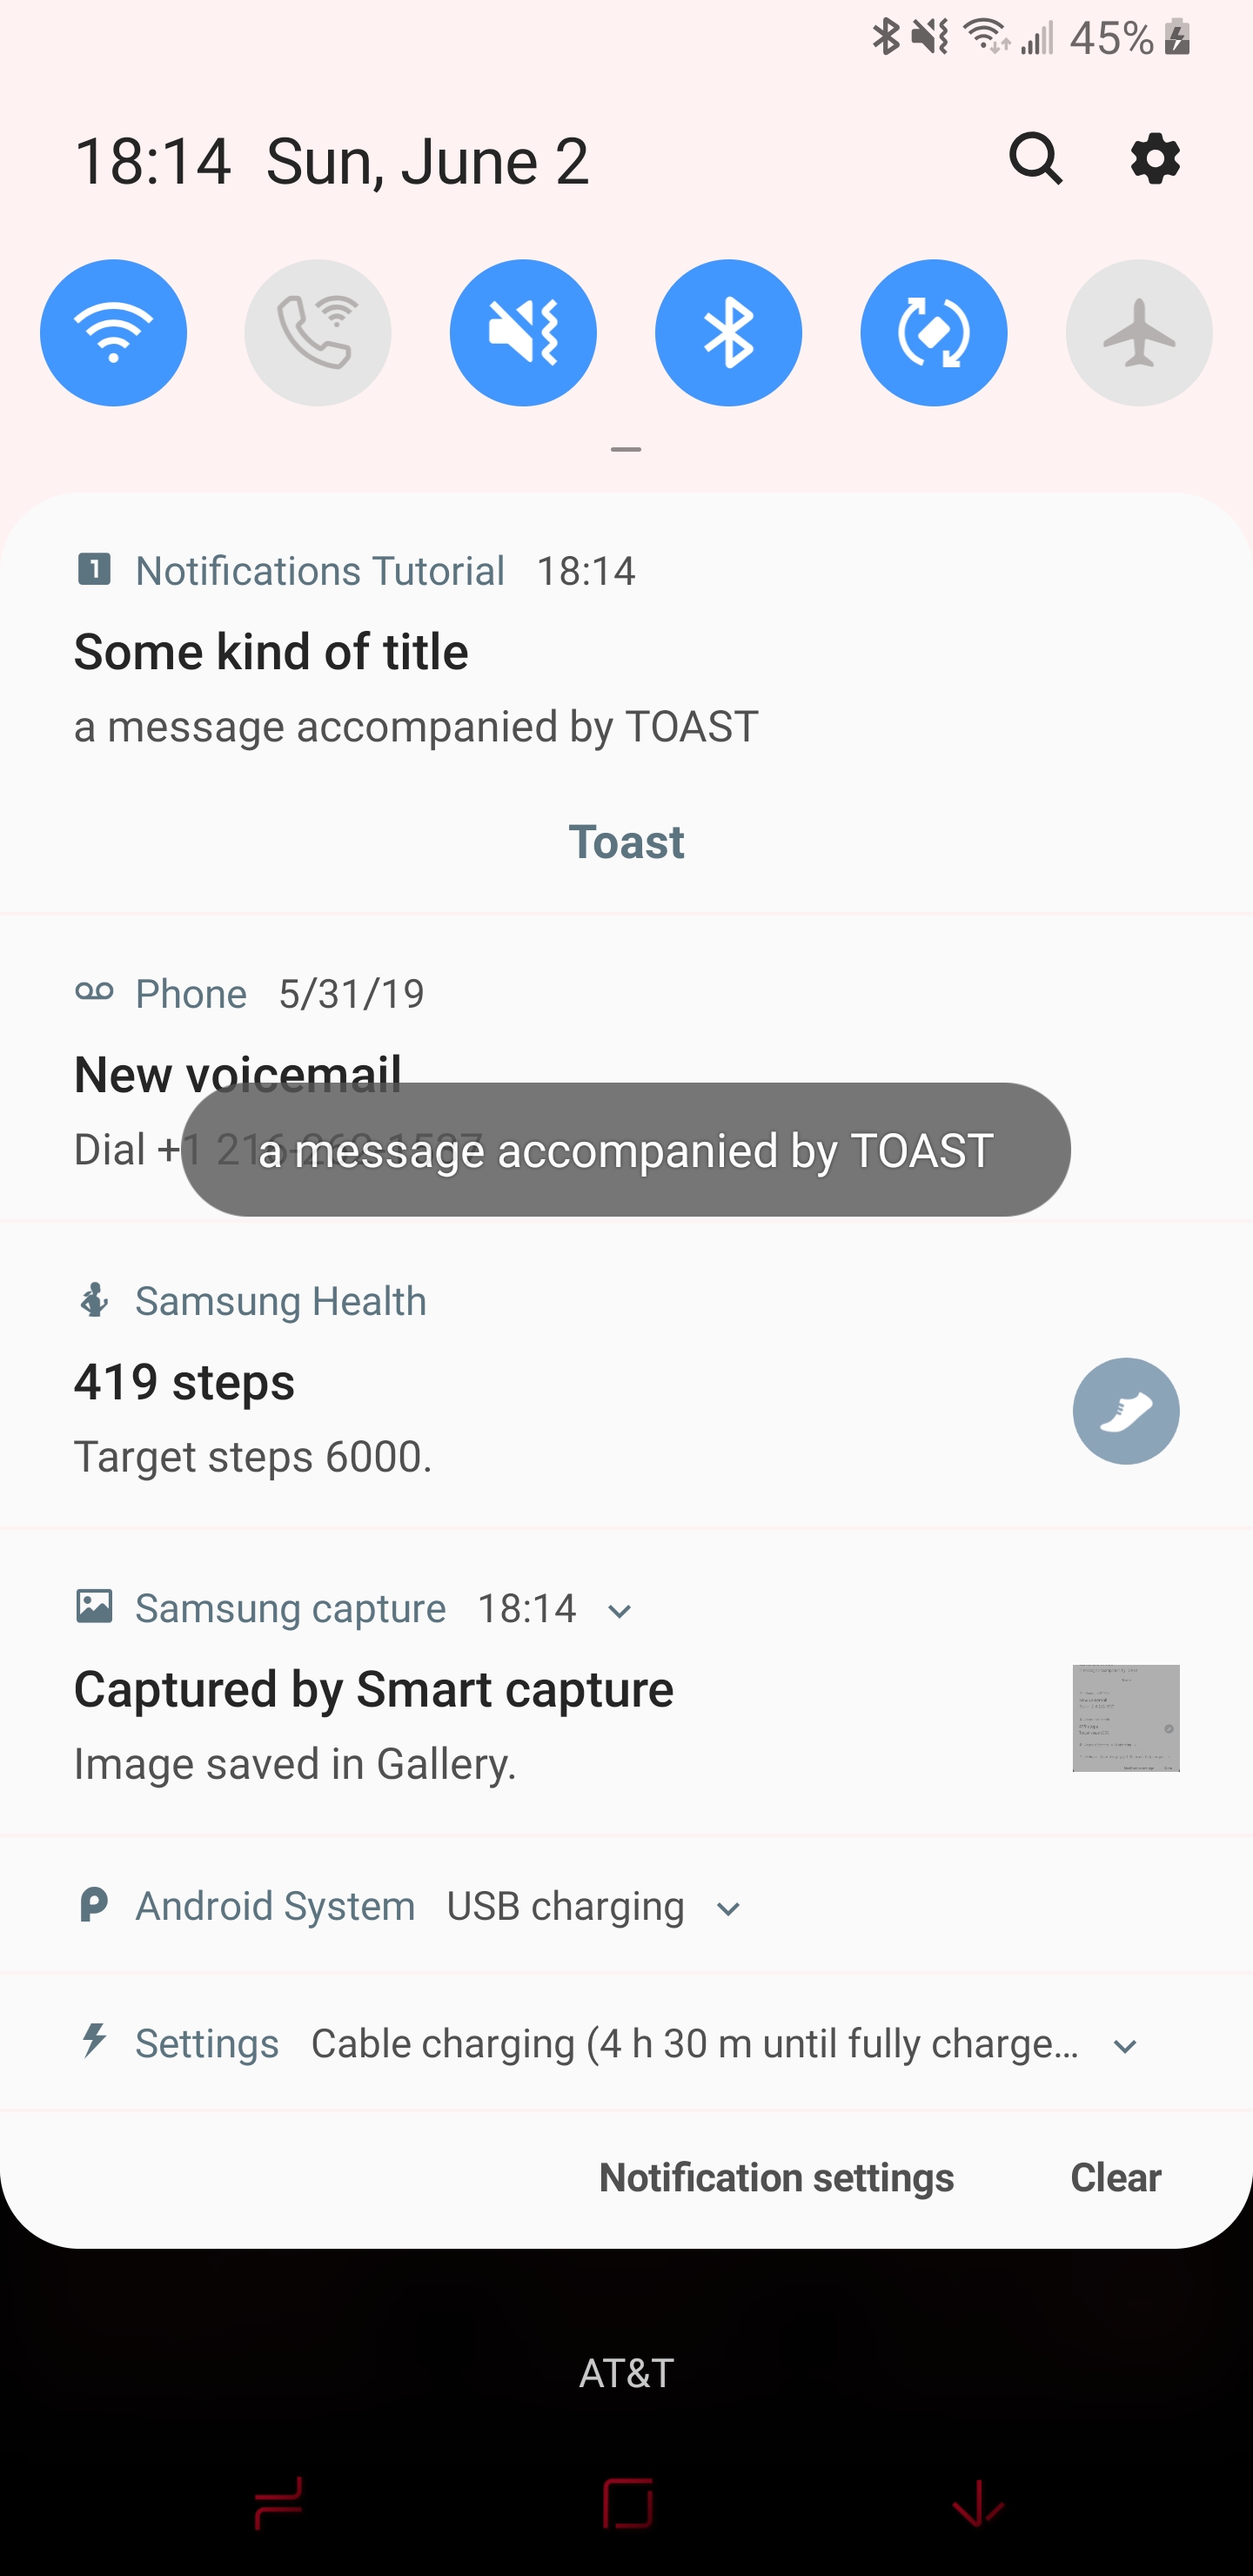 45%
18:14 Sun, June 2
1 Notifications Tutorial 18:14
Some kind of title
a message accompanied by TOAST
Toast
Phone 5/31/19
New voicemail
Dial +1
a message accompanied by TOAST
Samsung Health
419 steps
Target steps 6000.
Samsung capture 18:14
Captured by Smart capture
Image saved in Gallery.
Android System USB charging
Settings Cable charging (4 h 30 m until fully charge...
Notification settings Clear
AT&T